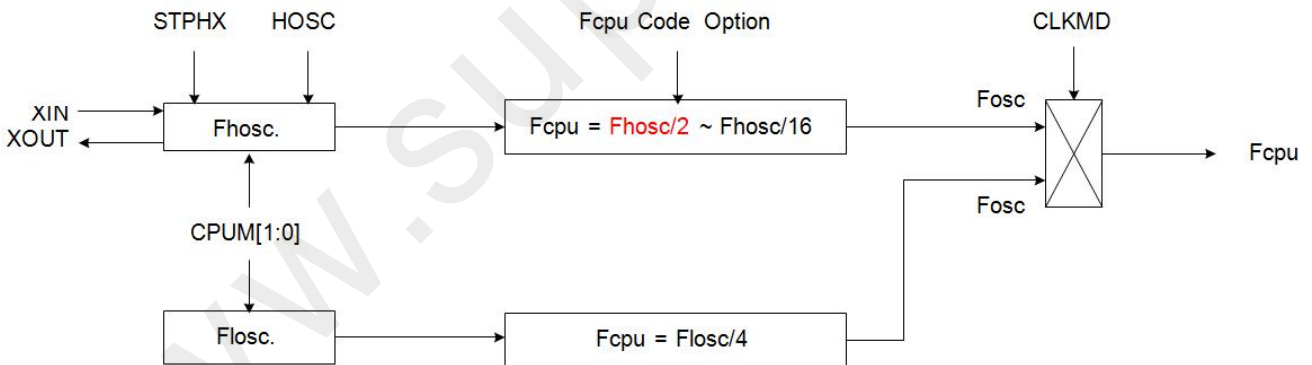 STPHX HOSC Fcpu Code Option CLKMD
XIN
XOUT
Fhosc.
Fcpu = Fhosc/2 ~ Fhosc/16
Fosc
Fcpu
Fosc
CPUM[1:0]
Flosc.
Fcpu = Flosc/4